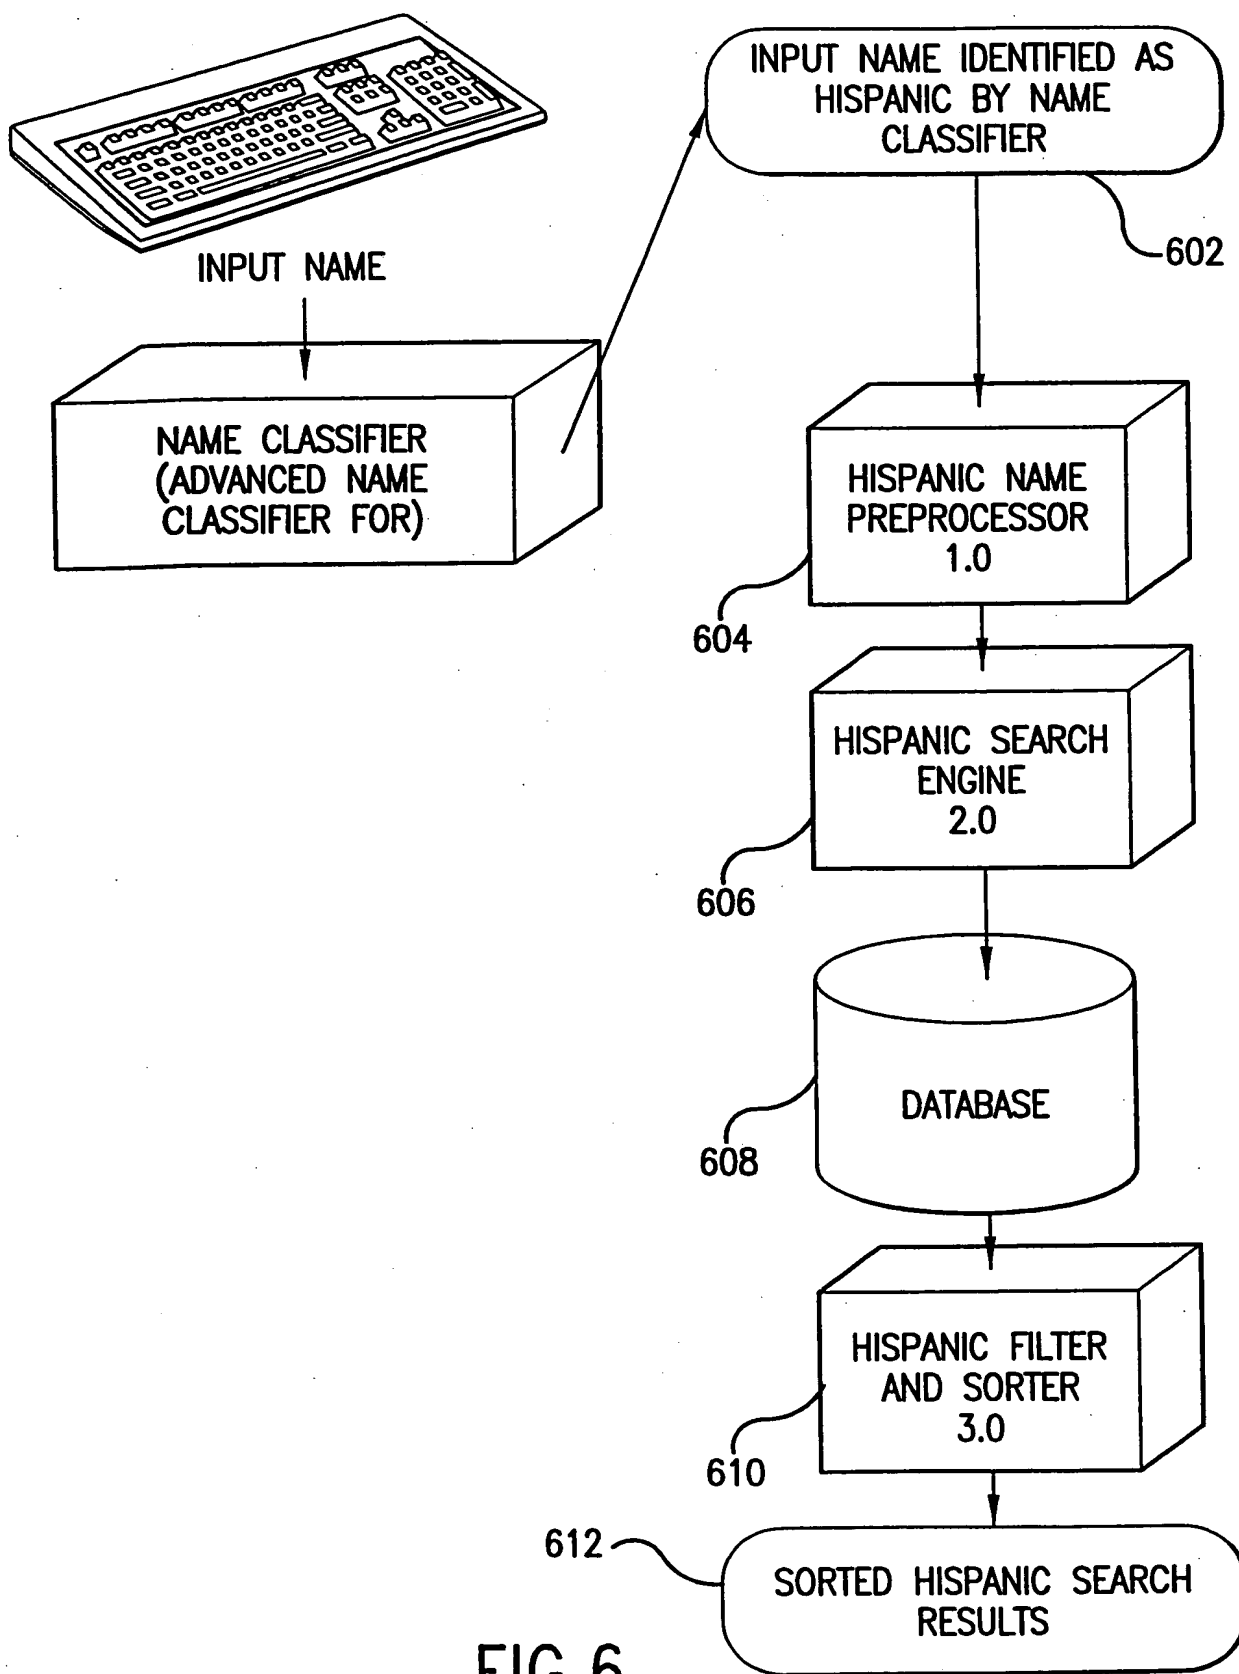 INPUT NAME
NAME CLASSIFIER
(ADVANCED NAME
CLASSIFIER FOR)
INPUT NAME IDENTIFIED AS
HISPANIC BY NAME
CLASSIFIER
602
HISPANIC NAME
PREPROCESSOR
1.0
604
HISPANIC SEARCH
ENGINE
2.0
606
DATABASE
608
HISPANIC FILTER
AND SORTER
3.0
610
612
SORTED HISPANIC SEARCH
RESULTS
FIG. 6